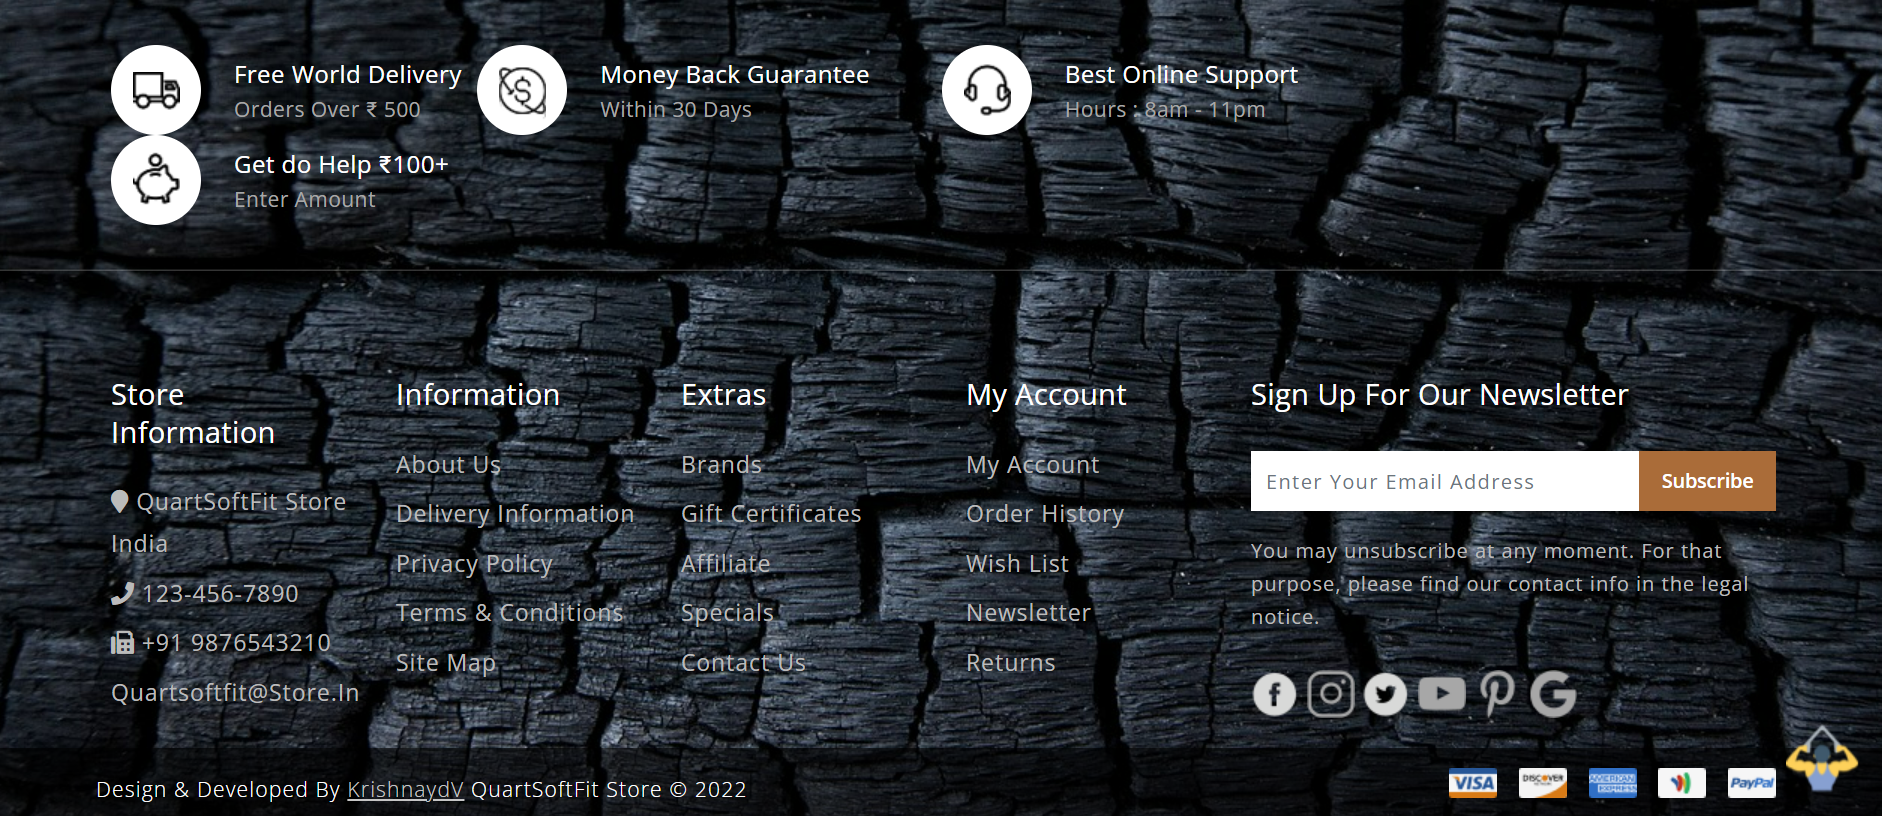 Free World Delivery
Orders Over ₹ 500
Money Back Guarantee
Within 30 Days
Best Online Support
Hours : 8am - 11pm
Get do Help ₹100+
Enter Amount
Store
Information
QuartSoftFit Store
India
123-456-7890
+91 9876543210
Quartsoftfit@Store.In
Information
About Us
Delivery Information
Privacy Policy
Terms & Conditions
Site Map
Extras
Brands
Gift Certificates
Affiliate
Specials
Contact Us
My Account
My Account
Order History
Wish List
Newsletter
Returns
Sign Up For Our Newsletter
Enter Your Email Address
Subscribe
You may unsubscribe at any moment. For that
purpose, please find our contact info in the legal
notice.
Design & Developed By KrishnaydV QuartSoftFit Store © 2022
VISA
DISCOVER
AMERICAN
EXPRESS
PayPal